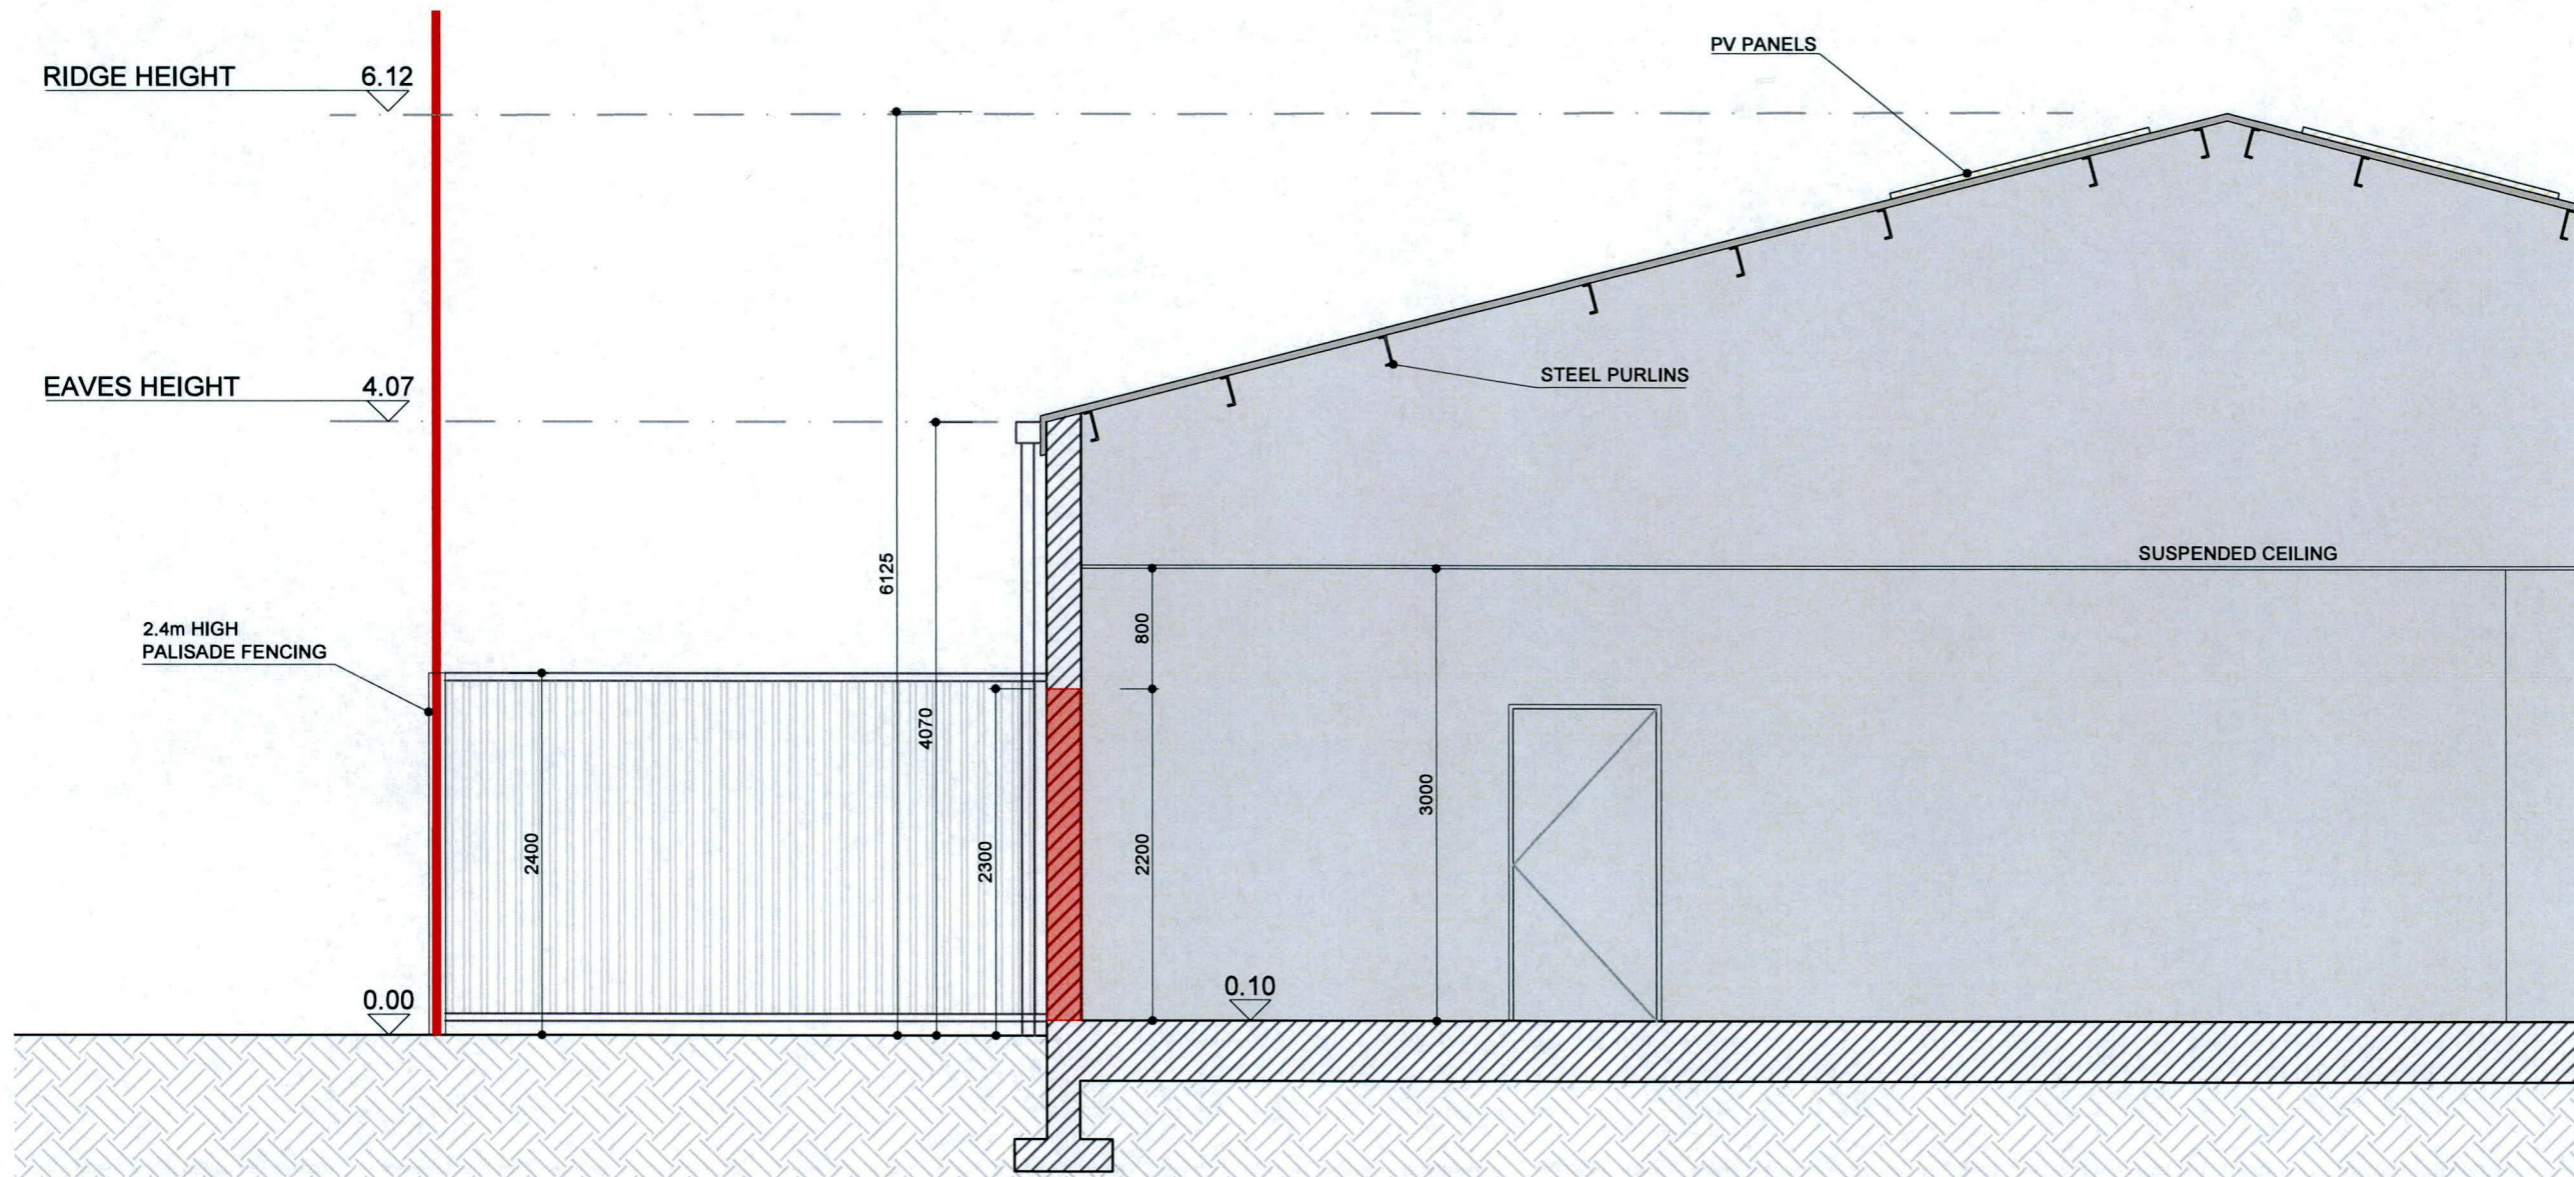 PV PANELS
RIDGE HEIGHT 6.12
STEEL PURLINS
EAVES HEIGHT 4.07
SUSPENDED CEILING
6125
800
2.4m HIGH
PALISADE FENCING
4070
3000
2400
2300
2200
0.10
0.00